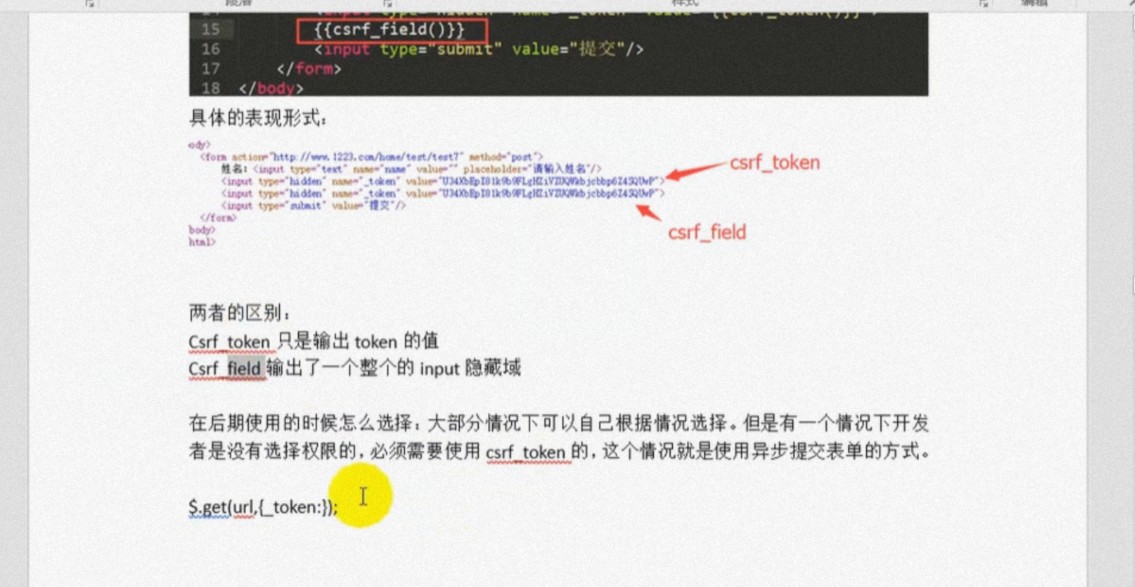 段落
样式
编辑
14 <input type="hidden" name="_token" value="{{csrf_token()}}">
15 {{csrf_field()}}
16 <input type="submit" value="提交"/>
17 </form>
18 </body>
具体的表现形式：
ody>
<form action="http://www.1223.com/home/test/test7" method="post">
姓名：<input type="text" name="name" value="" placeholder="请输入姓名"/>
csrf_token
<input type="hidden" name="_token"
<input type="hidden" name="_token"
<input type="submit" value="提交"/>
</form>
csrf_field
body>
html>
两者的区别：
Csrf_token 只是输出 token 的值
Csrf_field 输出了一个整个的 input 隐藏域
在后期使用的时候怎么选择：大部分情况下可以自己根据情况选择。但是有一个情况下开发
者是没有选择权限的，必须需要使用 csrf_token 的，这个情况就是使用异步提交表单的方式。
$.get(url,{_token:});